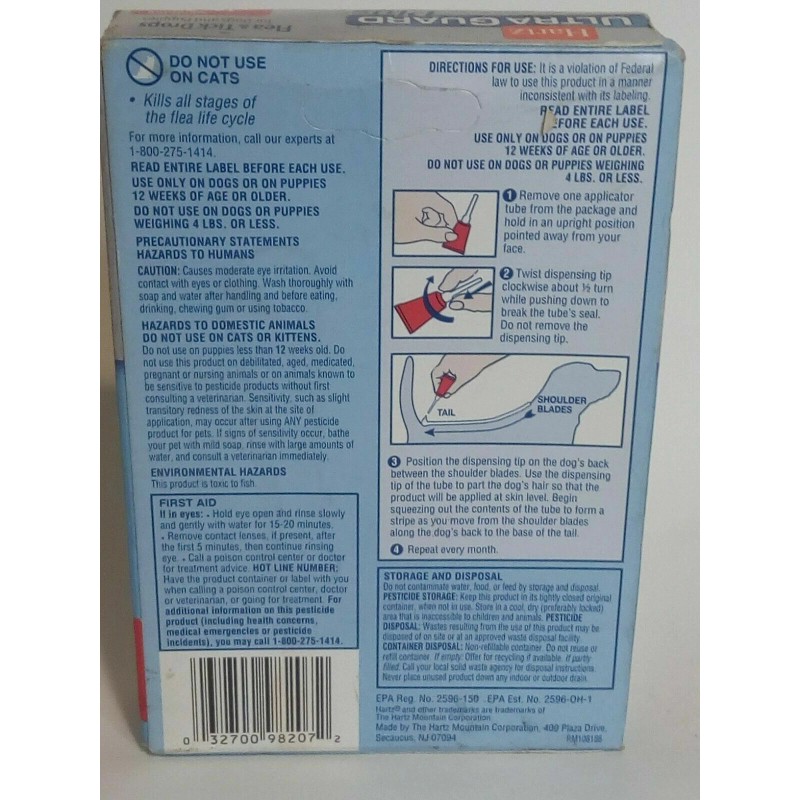 Hartz
ULTRAGUARD
Flea & Tick Drops
for Dogs and Puppies
DO NOT USE
ON CATS
• Kills all stages of
the flea life cycle
For more information, call our experts at
1-800-275-1414.
READ ENTIRE LABEL BEFORE EACH USE.
USE ONLY ON DOGS OR ON PUPPIES
12 WEEKS OF AGE OR OLDER.
DO NOT USE ON DOGS OR PUPPIES
WEIGHING 4 LBS. OR LESS.
PRECAUTIONARY STATEMENTS
HAZARDS TO HUMANS
CAUTION: Causes moderate eye irritation. Avoid
contact with eyes or clothing. Wash thoroughly with
soap and water after handling and before eating,
drinking, chewing gum or using tobacco.
HAZARDS TO DOMESTIC ANIMALS
DO NOT USE ON CATS OR KITTENS.
Do not use on puppies less than 12 weeks old. Do
not use this product on debilitated, aged, medicated,
pregnant or nursing animals or on animals known to
be sensitive to pesticide products without first
consulting a veterinarian. Sensitivity, such as slight
transitory redness of the skin at the site of
application, may occur after using ANY pesticide
product for pets. If signs of sensitivity occur, bathe
your pet with mild soap, rinse with large amounts of
water, and consult a veterinarian immediately.
ENVIRONMENTAL HAZARDS
This product is toxic to fish.
FIRST AID
If in eyes: • Hold eye open and rinse slowly
and gently with water for 15-20 minutes.
• Remove contact lenses, if present, after
the first 5 minutes, then continue rinsing
eye. • Call a poison control center or doctor
for treatment advice. HOT LINE NUMBER:
Have the product container or label with you
when calling a poison control center, doctor
or veterinarian, or going for treatment. For
additional information on this pesticide
product (including health concerns,
medical emergencies or pesticide
incidents), you may call 1-800-275-1414.
0 32700 98207 2
DIRECTIONS FOR USE: It is a violation of Federal
law to use this product in a manner
inconsistent with its labeling.
READ ENTIRE LABEL
BEFORE EACH USE.
USE ONLY ON DOGS OR ON PUPPIES
12 WEEKS OF AGE OR OLDER.
DO NOT USE ON DOGS OR PUPPIES WEIGHING
4 LBS. OR LESS.
1 Remove one applicator
tube from the package and
hold in an upright position
pointed away from your
face.
2 Twist dispensing tip
clockwise about ½ turn
while pushing down to
break the tube's seal.
Do not remove the
dispensing tip.
TAIL
SHOULDER
BLADES
3 Position the dispensing tip on the dog's back
between the shoulder blades. Use the dispensing
tip of the tube to part the dog's hair so that the
product will be applied at skin level. Begin
squeezing out the contents of the tube to form a
stripe as you move from the shoulder blades
along the dog's back to the base of the tail.
4 Repeat every month.
STORAGE AND DISPOSAL
Do not contaminate water, food, or feed by storage and disposal.
PESTICIDE STORAGE: Keep this product in its tightly closed original
container, when not in use. Store in a cool, dry (preferably locked)
area that is inaccessible to children and animals. PESTICIDE
DISPOSAL: Wastes resulting from the use of this product may be
disposed of on site or at an approved waste disposal facility.
CONTAINER DISPOSAL: Non-refillable container. Do not reuse or
refill container. If empty: Offer for recycling if available. If partly
filled: Call your local solid waste agency for disposal instructions.
Never place unused product down any indoor or outdoor drain.
EPA Reg. No. 2596-150 EPA Est. No. 2596-OH-1
Hartz® and other trademarks are trademarks of
The Hartz Mountain Corporation.
Made by The Hartz Mountain Corporation, 400 Plaza Drive,
Secaucus, NJ 07094